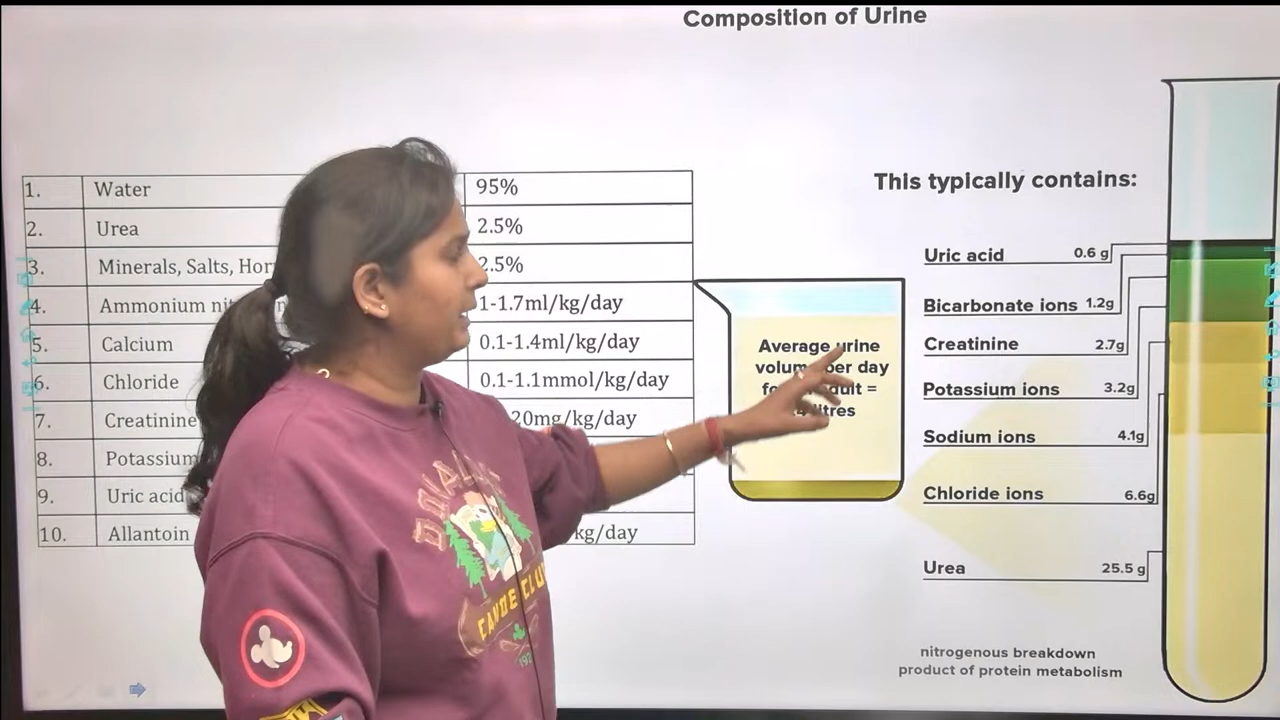 Composition of Urine
1. Water 95%
2. Urea 2.5%
3. Minerals, Salts, 2.5%
4. Ammonium 1-1.7ml/kg/day
5. Calcium 0.1-1.4ml/kg/day
6. Chloride 0.1-1.1mmol/kg/day
7. Creatinine 20mg/kg/day
8. Potassium
9. Uric acid
10. Allantoin kg/day
Average urine
volume per day
adult =
litres
This typically contains:
Uric acid 0.6 g
Bicarbonate ions 1.2g
Creatinine 2.7g
Potassium ions 3.2g
Sodium ions 4.1g
Chloride ions 6.6g
Urea 25.5 g
nitrogenous breakdown
product of protein metabolism
CANOE CLUB